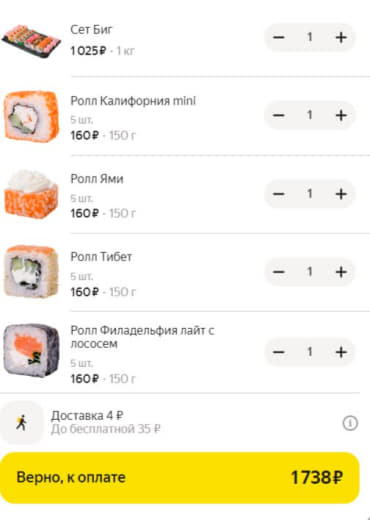 Сет Биг
1 025₽ · 1 кг
− 1 +
Ролл Калифорния mini
5 шт.
160₽ · 150 г
− 1 +
Ролл Ями
5 шт.
160₽ · 150 г
− 1 +
Ролл Тибет
5 шт.
160₽ · 150 г
− 1 +
Ролл Филадельфия лайт с
лососем
5 шт.
160₽ · 150 г
− 1 +
Доставка 4 ₽
До бесплатной 35 ₽
Верно, к оплате 1 738₽